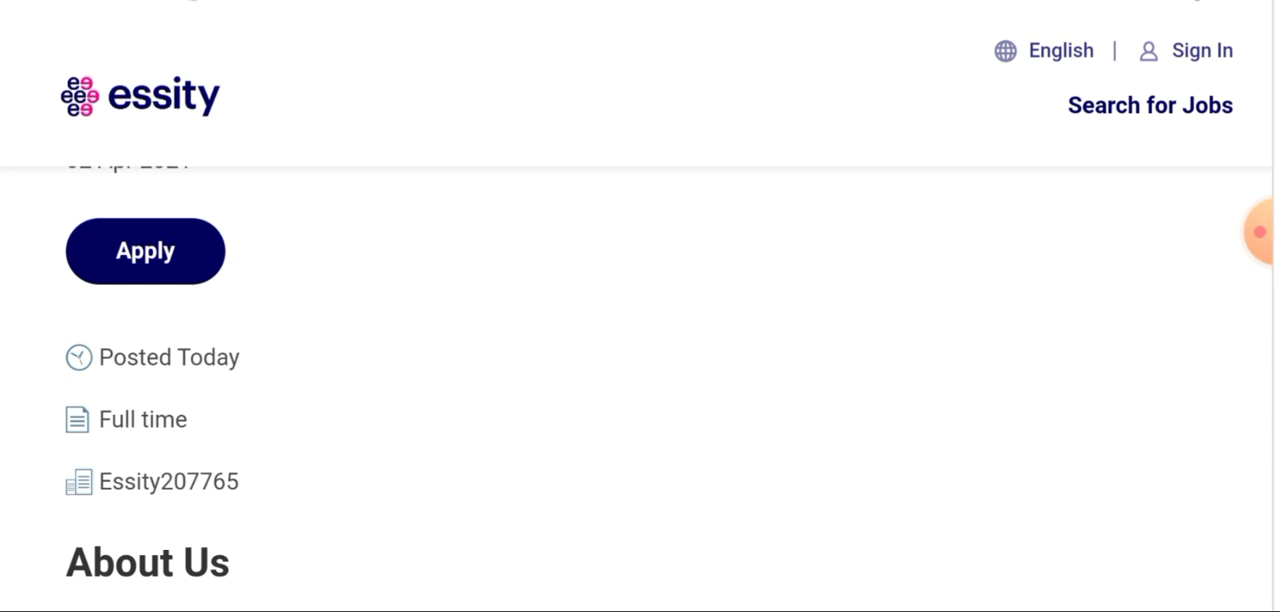 English | Sign In
essity
Search for Jobs
Apply
Posted Today
Full time
Essity207765
About Us